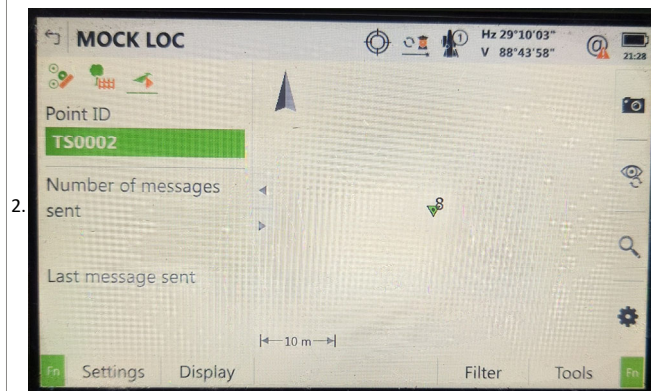 2.
MOCK LOC
1
Hz 29°10'03"
V 88°43'58"
@
21:28
Point ID
TS0002
Number of messages
sent
8
Last message sent
10 m
Fn
Settings
Display
Filter
Tools
Fn